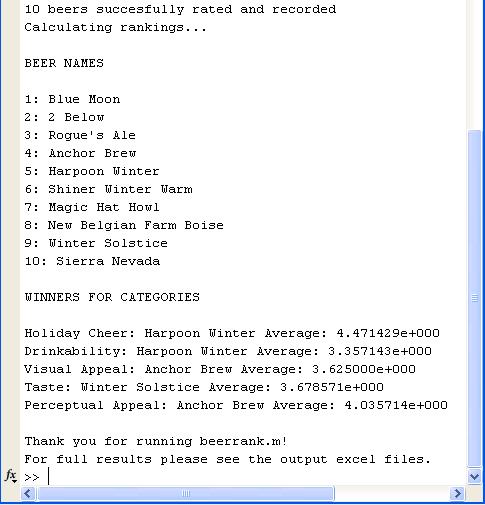 10 beers succesfully rated and recorded
Calculating rankings...
BEER NAMES
1: Blue Moon
2: 2 Below
3: Rogue's Ale
4: Anchor Brew
5: Harpoon Winter
6: Shiner Winter Warm
7: Magic Hat Howl
8: New Belgian Farm Boise
9: Winter Solstice
10: Sierra Nevada
WINNERS FOR CATEGORIES
Holiday Cheer: Harpoon Winter Average: 4.471429e+000
Drinkability: Harpoon Winter Average: 3.357143e+000
Visual Appeal: Anchor Brew Average: 3.625000e+000
Taste: Winter Solstice Average: 3.678571e+000
Perceptual Appeal: Anchor Brew Average: 4.035714e+000
Thank you for running beerrank.m!
For full results please see the output excel files.
fx >>